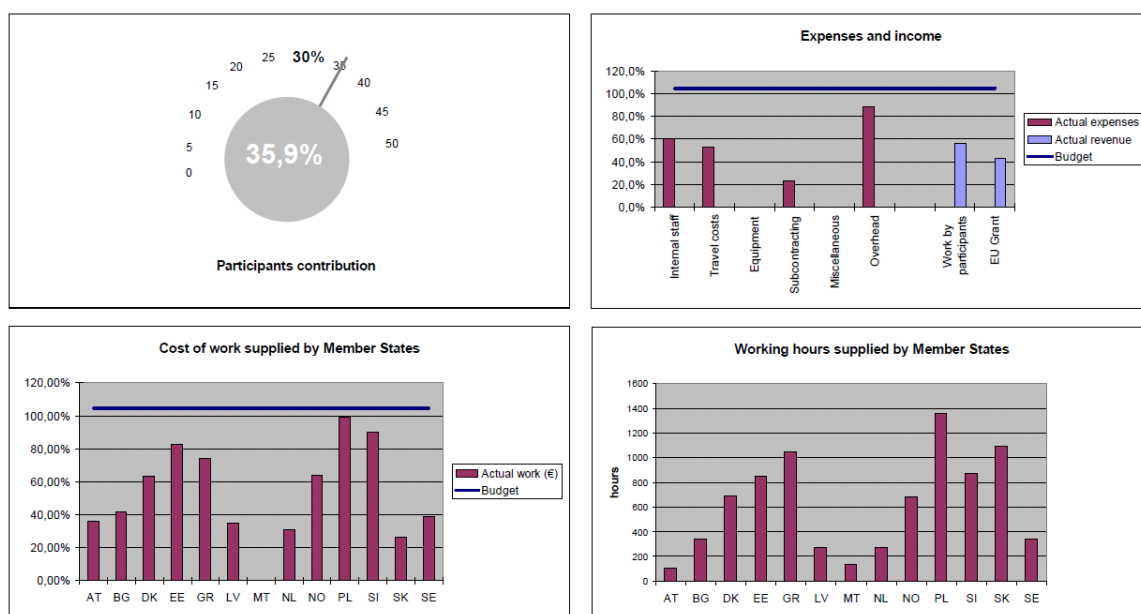 25
30%
20
35
15
40
10
45
5
50
0
35,9%
Participants contribution
Expenses and income
120,0%
100,0%
80,0%
60,0%
40,0%
20,0%
0,0%
Internal staff
Travel costs
Equipment
Subcontracting
Miscellaneous
Overhead
Work by
participants
EU Grant
Actual expenses
Actual revenue
Budget
Cost of work supplied by Member States
120,00%
100,00%
80,00%
60,00%
40,00%
20,00%
0,00%
AT BG DK EE GR LV MT NL NO PL SI SK SE
Actual work (€)
Budget
Working hours supplied by Member States
hours
1600
1400
1200
1000
800
600
400
200
0
AT BG DK EE GR LV MT NL NO PL SI SK SE